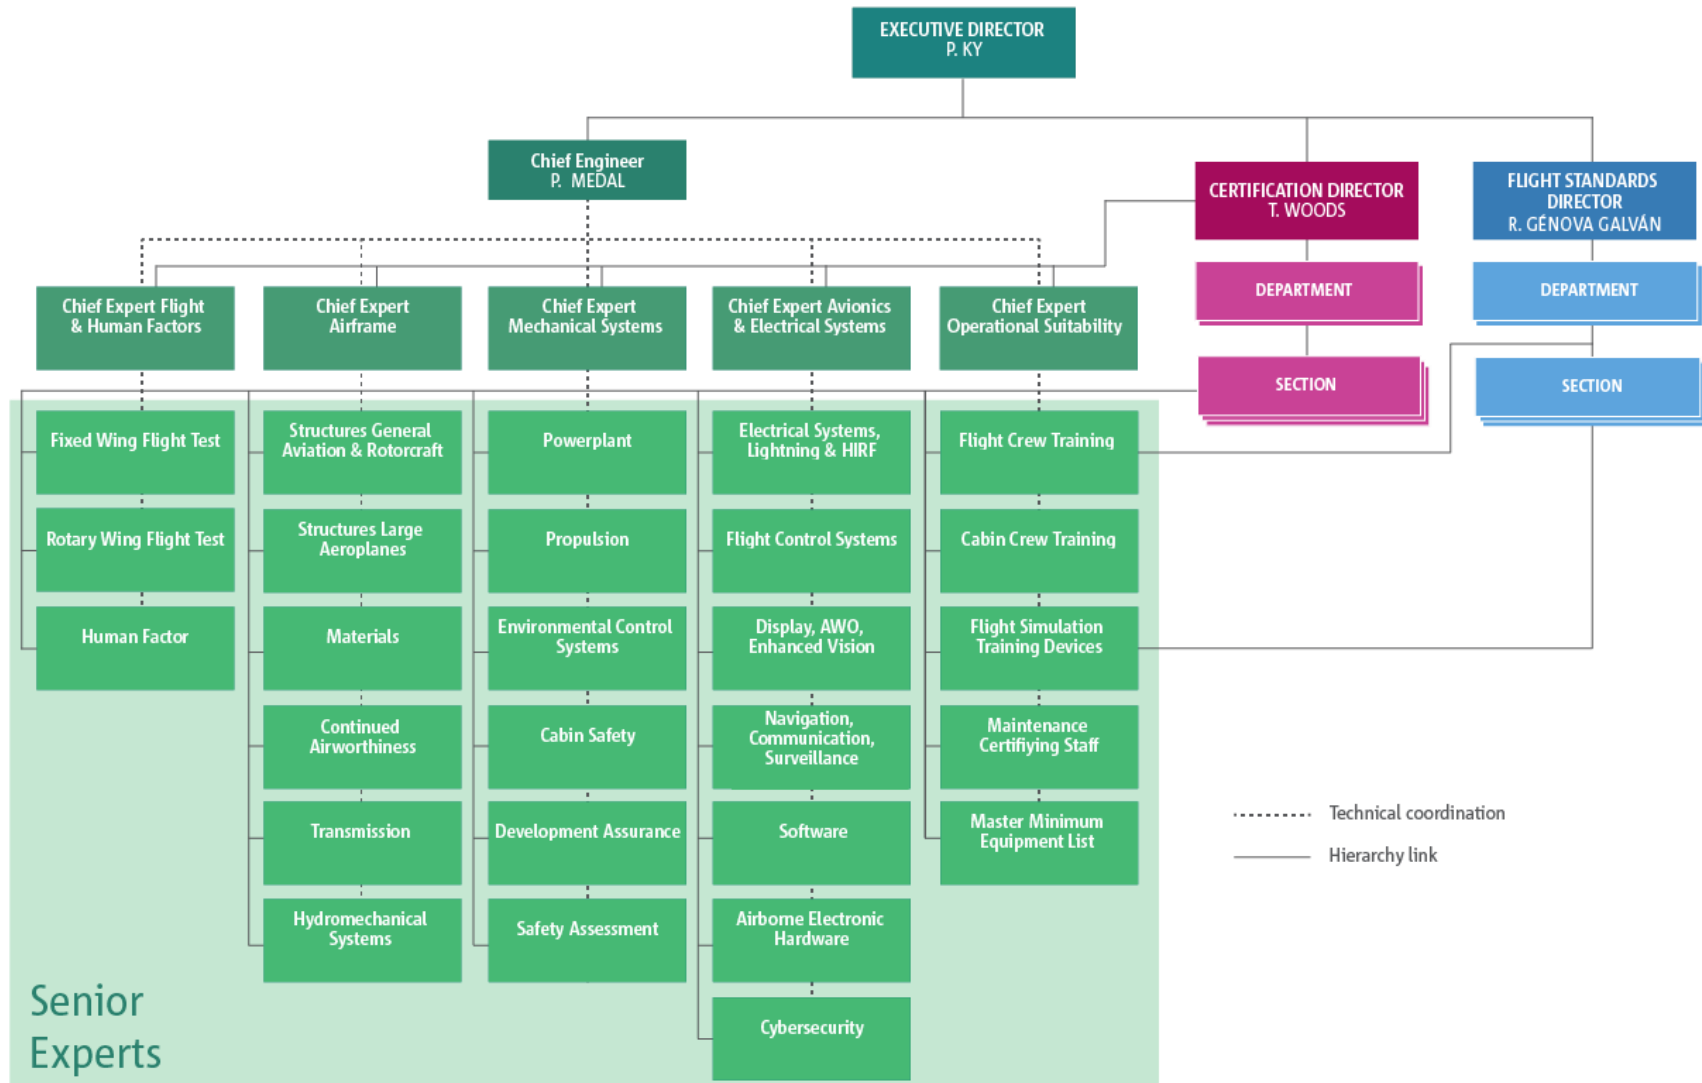 EXECUTIVE DIRECTOR
P. KY
Chief Engineer
P. MEDAL
CERTIFICATION DIRECTOR
T. WOODS
FLIGHT STANDARDS
DIRECTOR
R. GÉNOVA GALVÁN
DEPARTMENT
DEPARTMENT
SECTION
SECTION
Chief Expert Flight
& Human Factors
Chief Expert
Airframe
Chief Expert
Mechanical Systems
Chief Expert Avionics
& Electrical Systems
Chief Expert
Operational Suitability
Fixed Wing Flight Test
Rotary Wing Flight Test
Human Factor
Structures General
Aviation & Rotorcraft
Structures Large
Aeroplanes
Materials
Continued
Airworthiness
Transmission
Hydromechanical
Systems
Powerplant
Propulsion
Environmental Control
Systems
Cabin Safety
Development Assurance
Safety Assessment
Electrical Systems,
Lightning & HIRF
Flight Control Systems
Display, AWO,
Enhanced Vision
Navigation,
Communication,
Surveillance
Software
Airborne Electronic
Hardware
Cybersecurity
Flight Crew Training
Cabin Crew Training
Flight Simulation
Training Devices
Maintenance
Certifiying Staff
Master Minimum
Equipment List
Senior
Experts
Technical coordination
Hierarchy link